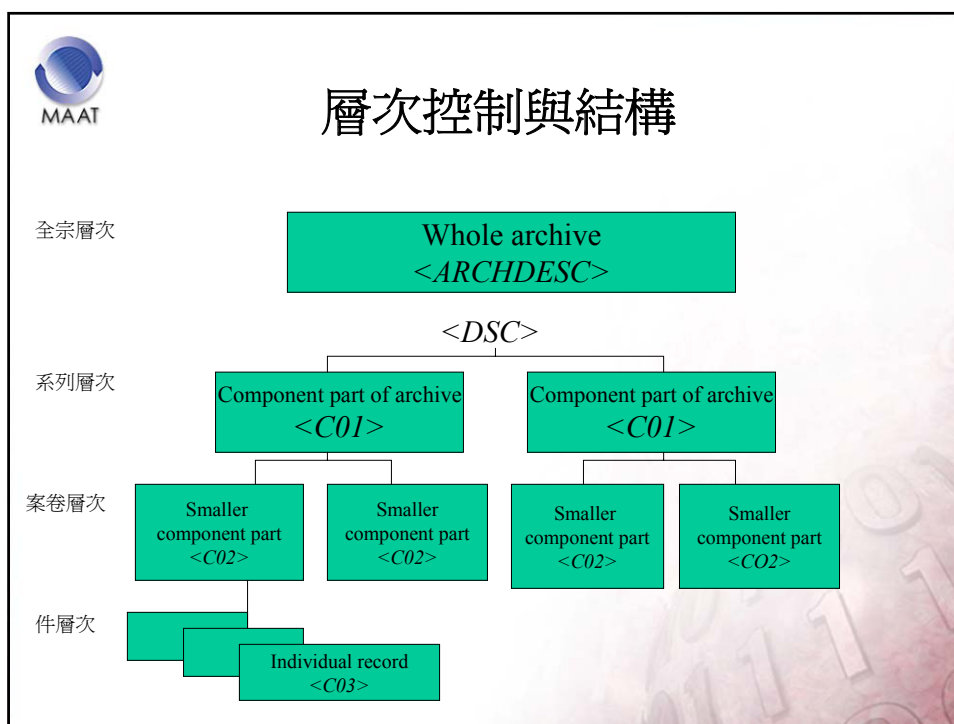 MAAT
層次控制與結構
全宗層次
Whole archive
<ARCHDESC>
<DSC>
系列層次
Component part of archive
<C01>
Component part of archive
<C01>
案卷層次
Smaller
component part
<C02>
Smaller
component part
<C02>
Smaller
component part
<C02>
Smaller
component part
<CO2>
件層次
Individual record
<C03>